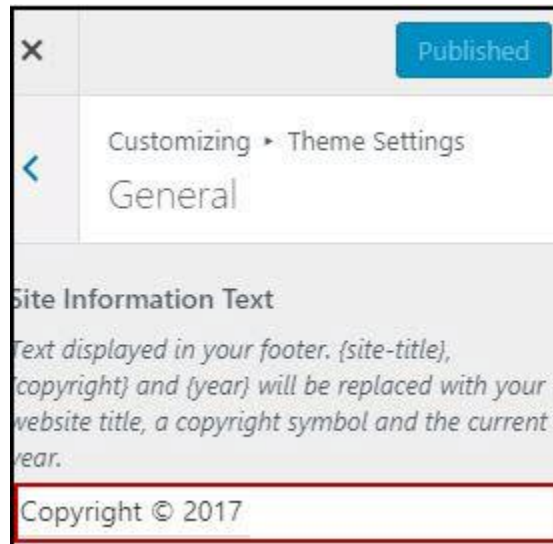 ×
Published
Customizing ▸ Theme Settings
General
Site Information Text
Text displayed in your footer. {site-title},
{copyright} and {year} will be replaced with your
website title, a copyright symbol and the current
year.
Copyright © 2017